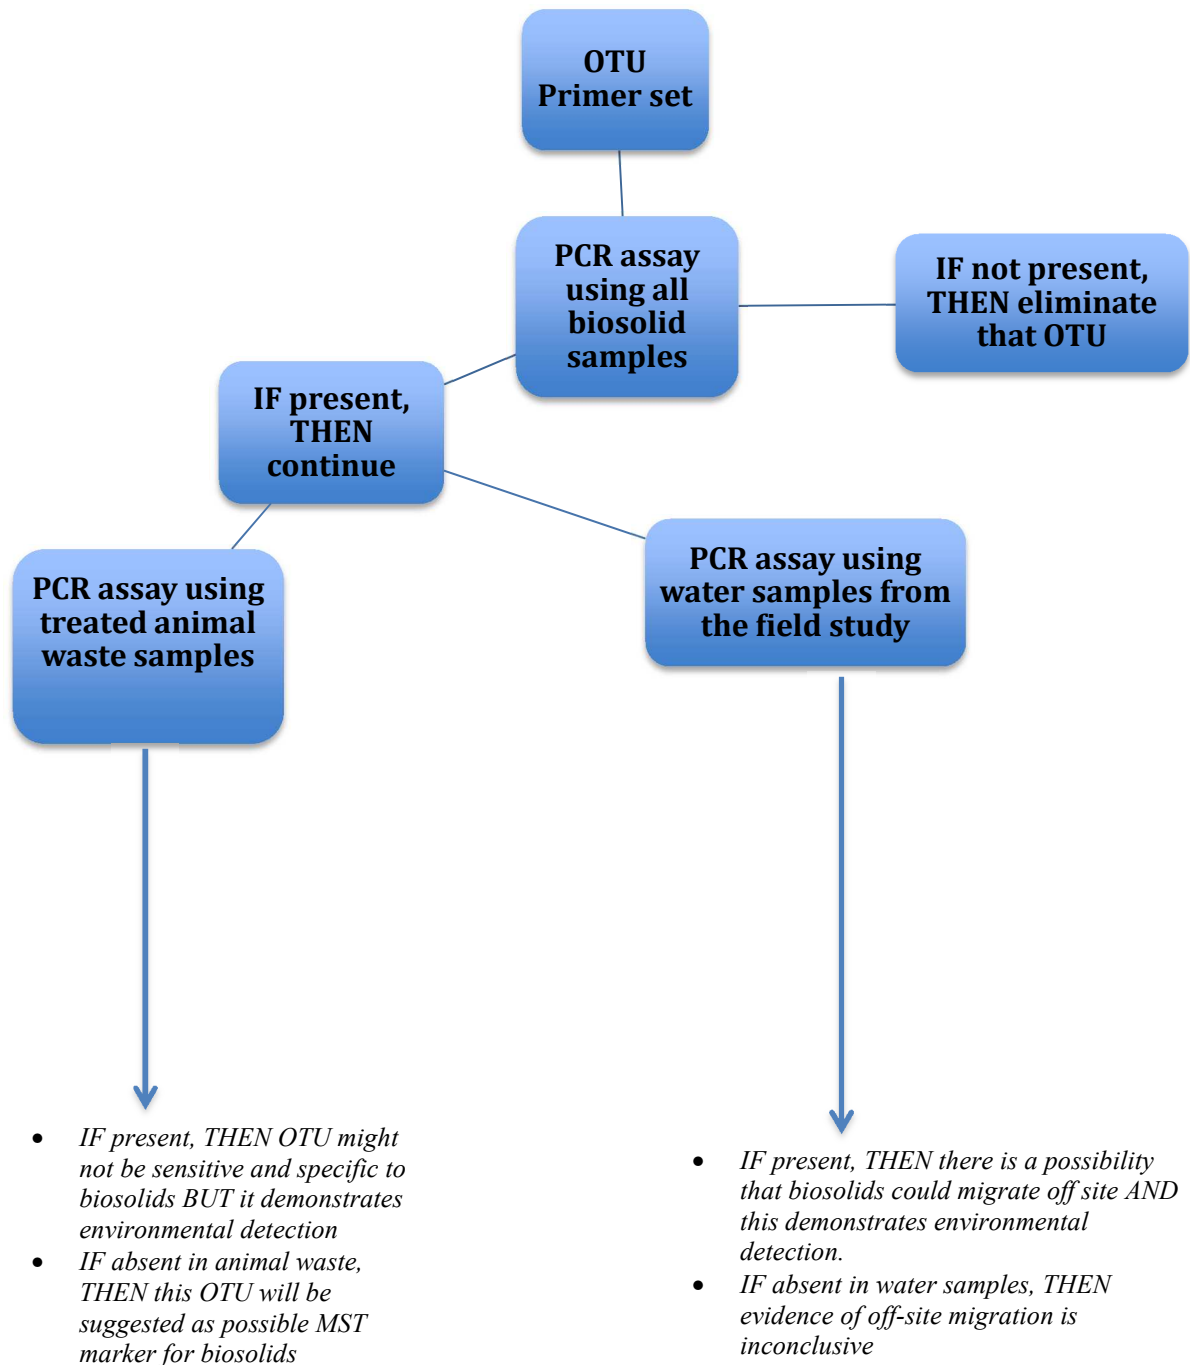 OTU
Primer set
PCR assay
using all
biosolid
samples
IF not present,
THEN eliminate
that OTU
IF present,
THEN
continue
PCR assay using
treated animal
waste samples
PCR assay using
water samples from
the field study
• IF present, THEN OTU might
not be sensitive and specific to
biosolids BUT it demonstrates
environmental detection
• IF absent in animal waste,
THEN this OTU will be
suggested as possible MST
marker for biosolids
• IF present, THEN there is a possibility
that biosolids could migrate off site AND
this demonstrates environmental
detection.
• IF absent in water samples, THEN
evidence of off-site migration is
inconclusive